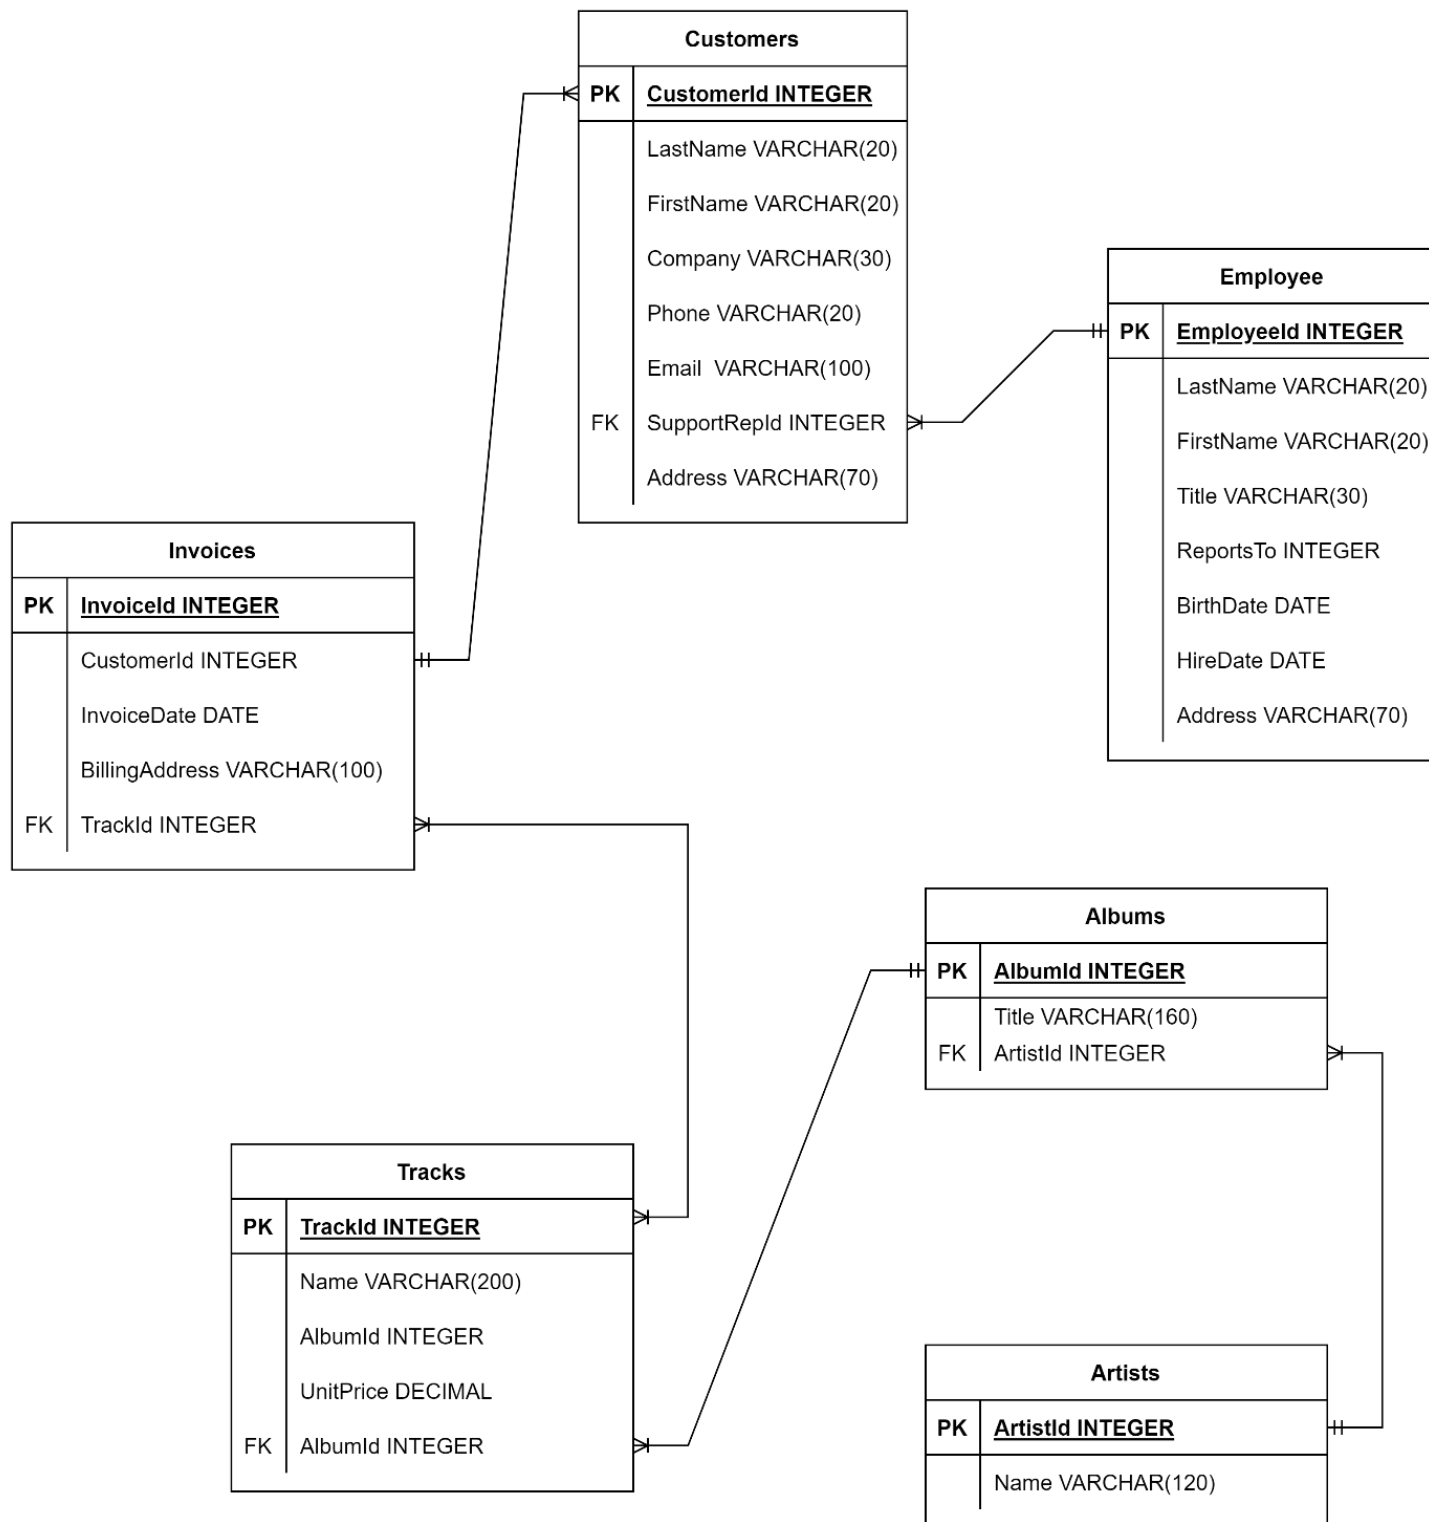 Customers
PK CustomerId INTEGER
LastName VARCHAR(20)
FirstName VARCHAR(20)
Company VARCHAR(30)
Phone VARCHAR(20)
Email  VARCHAR(100)
FK SupportRepId INTEGER
Address VARCHAR(70)
Employee
PK EmployeeId INTEGER
LastName VARCHAR(20)
FirstName VARCHAR(20)
Title VARCHAR(30)
ReportsTo INTEGER
BirthDate DATE
HireDate DATE
Address VARCHAR(70)
Invoices
PK InvoiceId INTEGER
CustomerId INTEGER
InvoiceDate DATE
BillingAddress VARCHAR(100)
FK TrackId INTEGER
Albums
PK AlbumId INTEGER
Title VARCHAR(160)
FK ArtistId INTEGER
Tracks
PK TrackId INTEGER
Name VARCHAR(200)
AlbumId INTEGER
UnitPrice DECIMAL
FK AlbumId INTEGER
Artists
PK ArtistId INTEGER
Name VARCHAR(120)